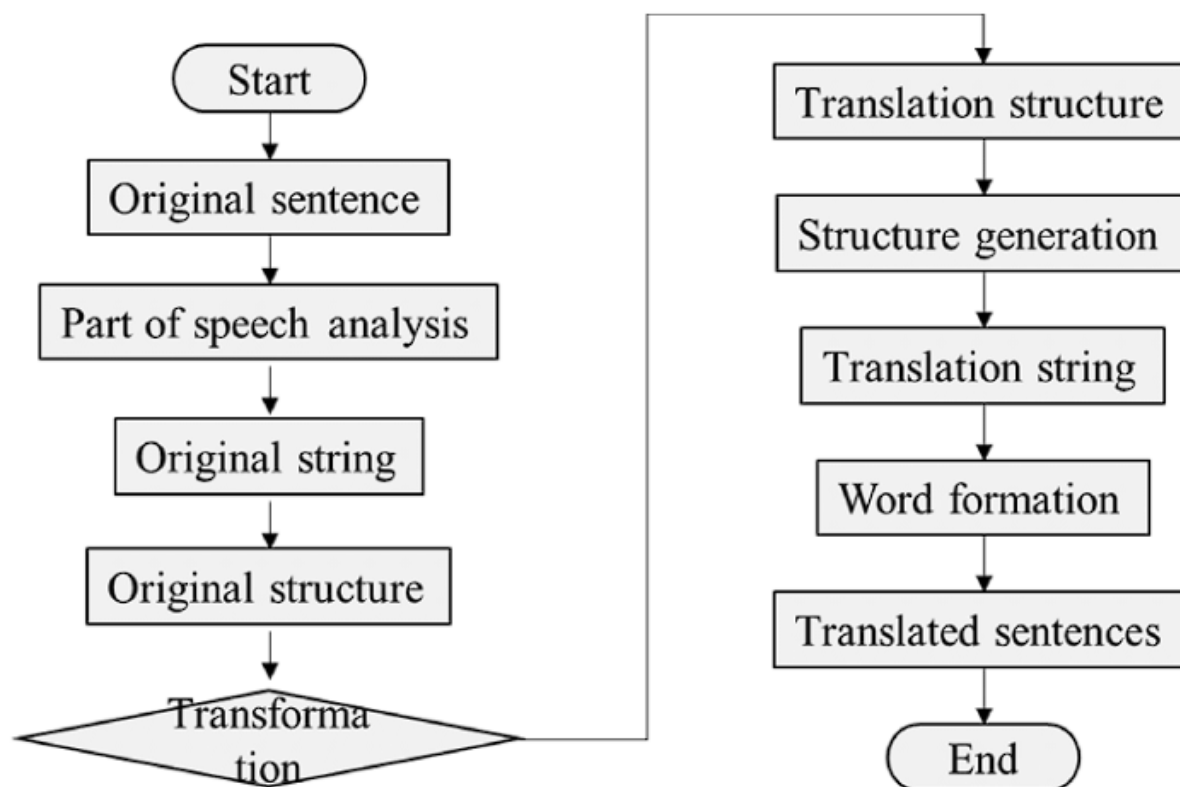 Start
Original sentence
Part of speech analysis
Original string
Original structure
Transforma
tion
Translation structure
Structure generation
Translation string
Word formation
Translated sentences
End